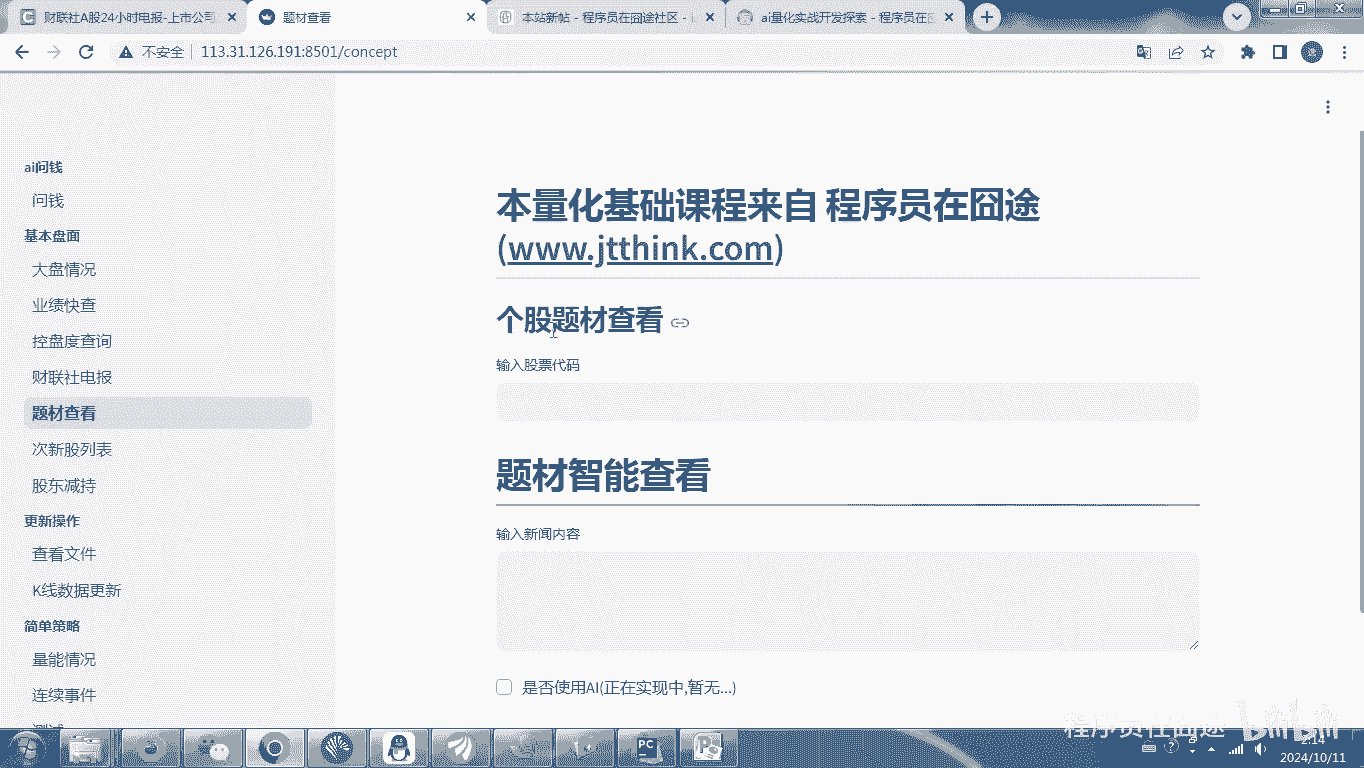 财联社A股24小时电报-上市公司
题材查看
本站新帖 - 程序员在囧途社区 -
ai量化实战开发探索 - 程序员在
不安全
113.31.126.191:8501/concept
ai问钱
问钱
基本盘面
大盘情况
业绩快查
控盘度查询
财联社电报
题材查看
次新股列表
股东减持
更新操作
查看文件
K线数据更新
简单策略
量能情况
连续事件
本量化基础课程来自 程序员在囧途
(www.jtthink.com)
个股题材查看
输入股票代码
题材智能查看
输入新闻内容
是否使用AI(正在实现中,暂无...)
程序员在囧途 bilibili
2:14
2024/10/11